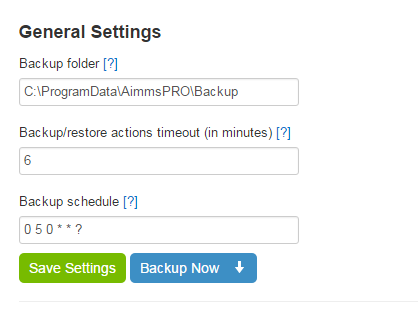 General Settings
Backup folder [?]
C:\ProgramData\AimmsPRO\Backup
Backup/restore actions timeout (in minutes) [?]
6
Backup schedule [?]
0 5 0 * * ?
Save Settings Backup Now